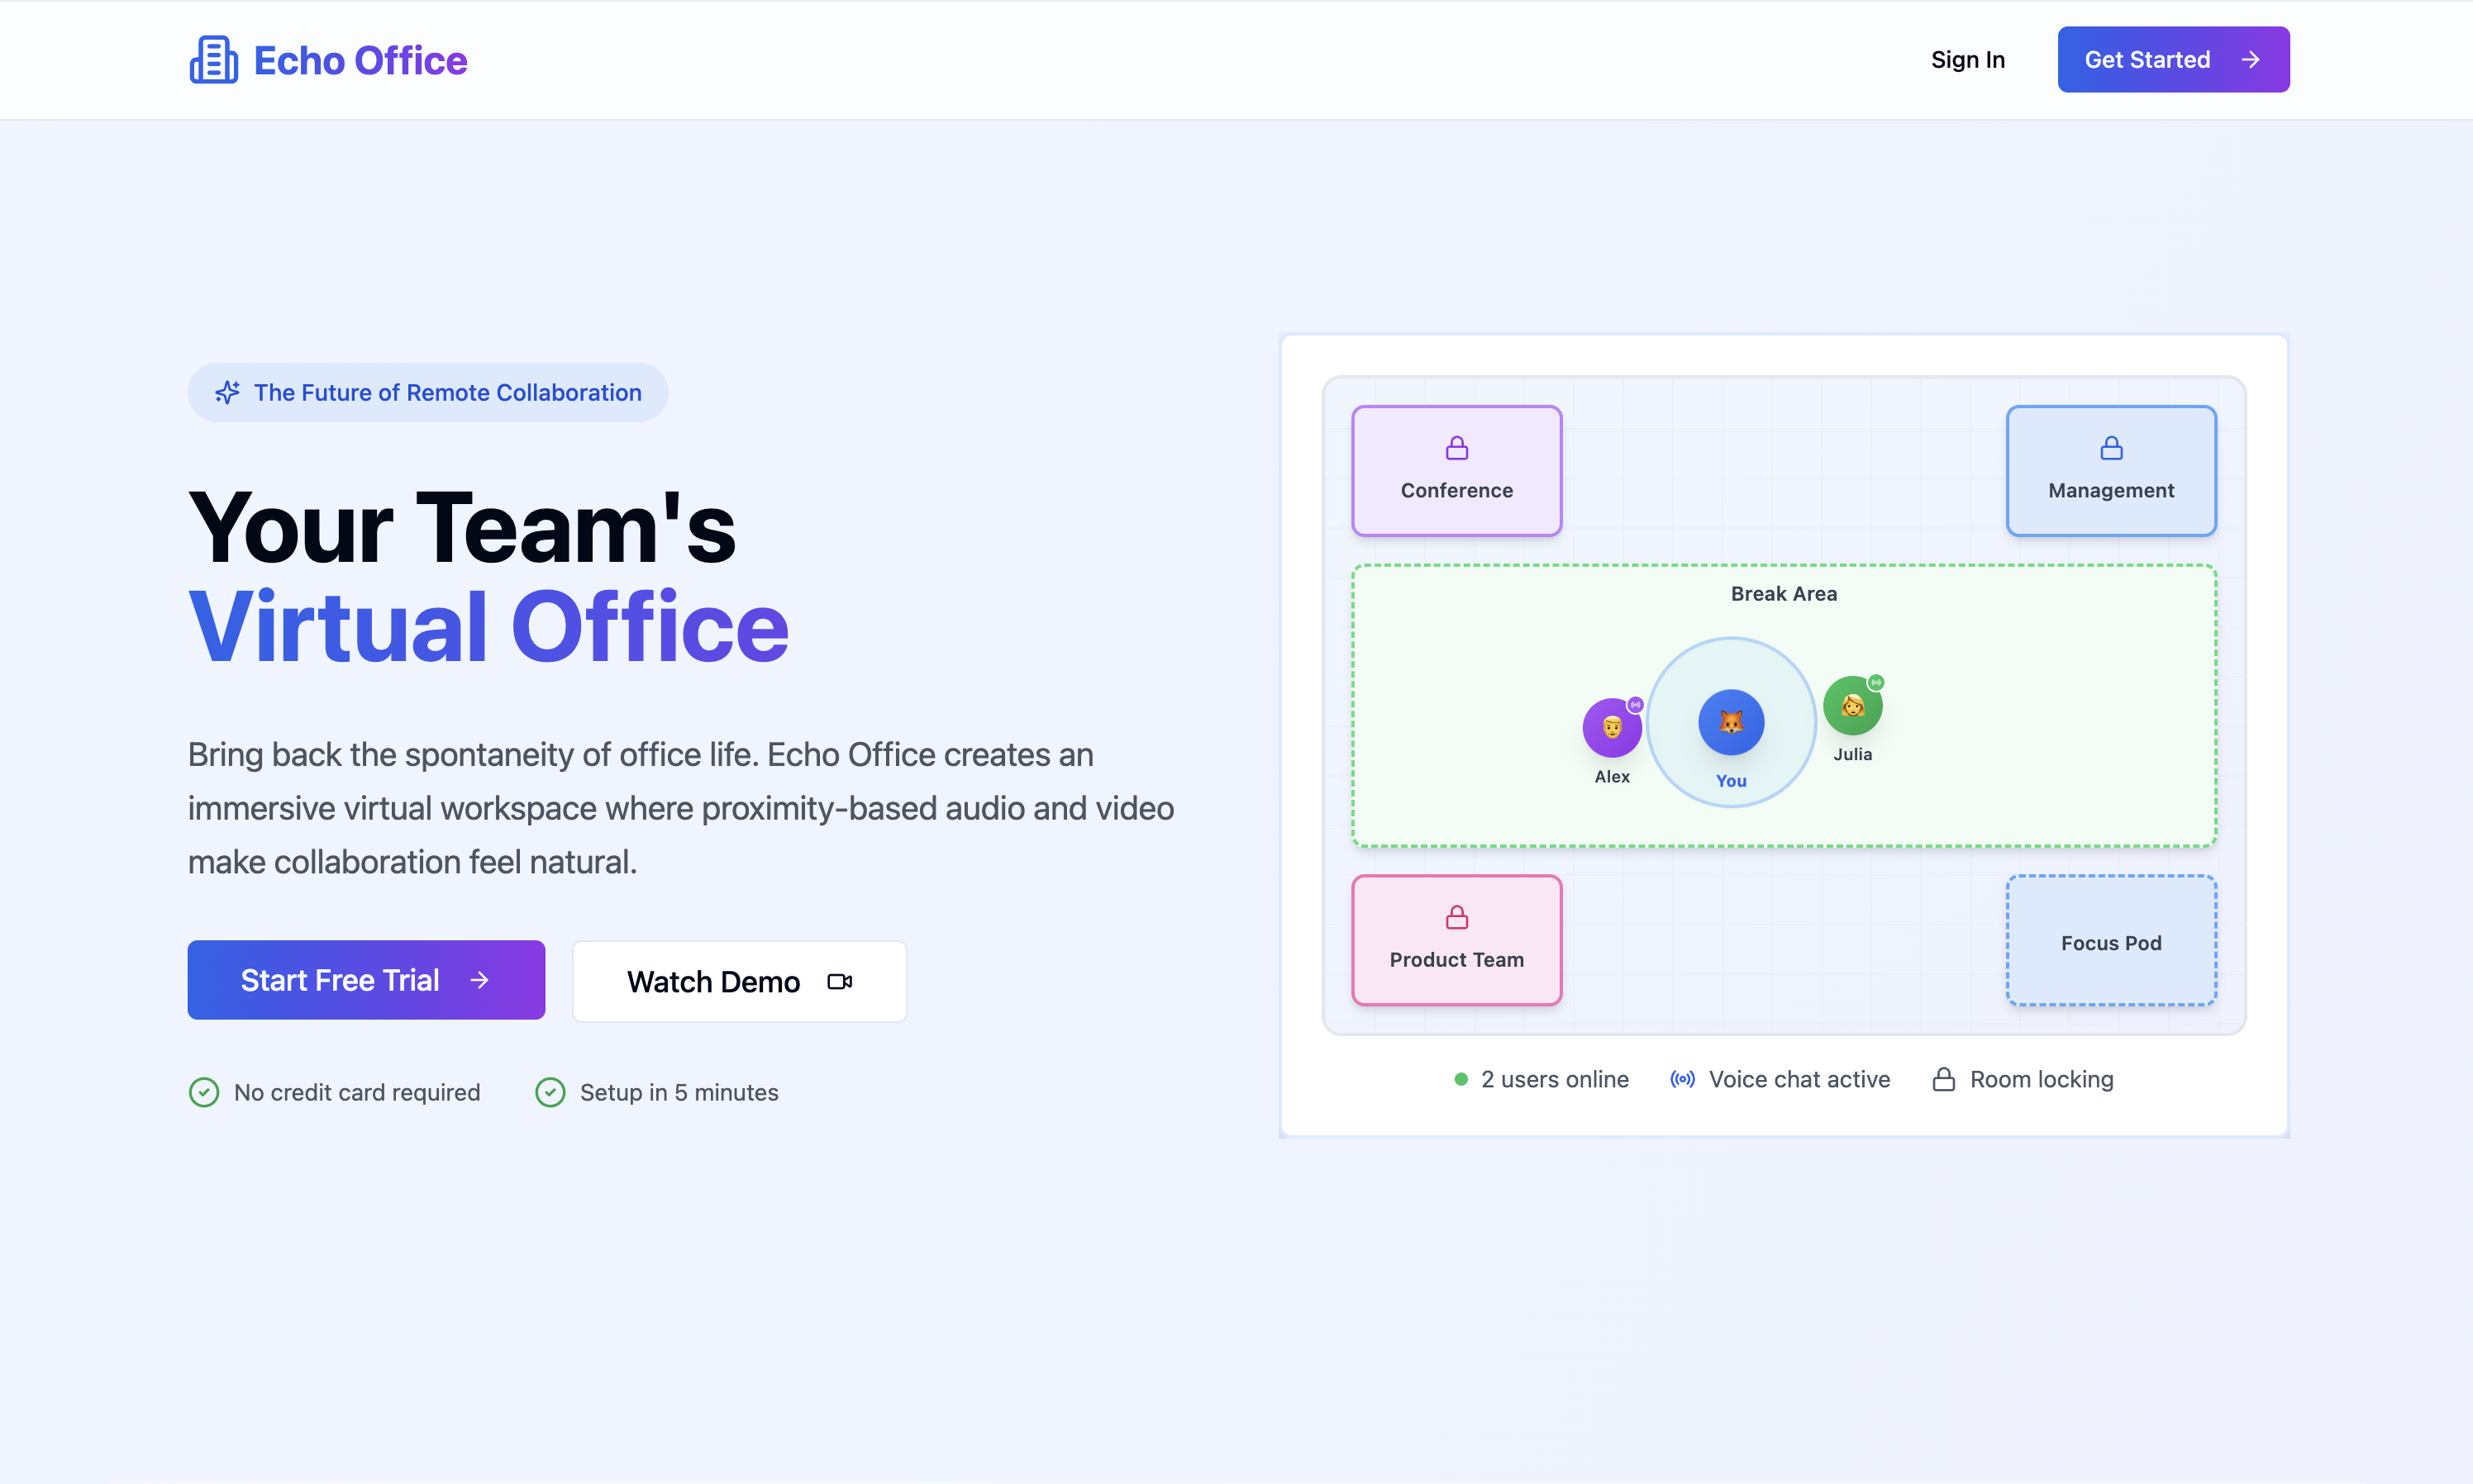 Echo Office
Sign In
Get Started
The Future of Remote Collaboration
Your Team's
Virtual Office
Bring back the spontaneity of office life. Echo Office creates an
immersive virtual workspace where proximity-based audio and video
make collaboration feel natural.
Start Free Trial
Watch Demo
No credit card required
Setup in 5 minutes
Conference
Management
Break Area
Alex
You
Julia
Product Team
Focus Pod
2 users online
Voice chat active
Room locking